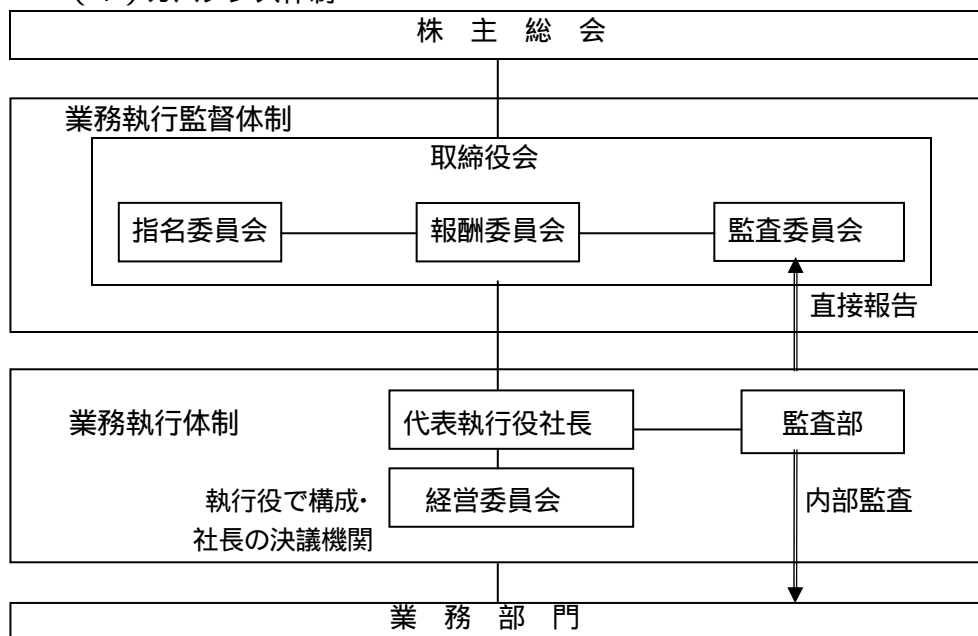 株 主 総 会
業務執行監督体制
取締役会
指名委員会 報酬委員会 監査委員会
直接報告
業務執行体制 代表執行役社長 監査部
執行役で構成・ 経営委員会 内部監査
社長の決議機関
業 務 部 門